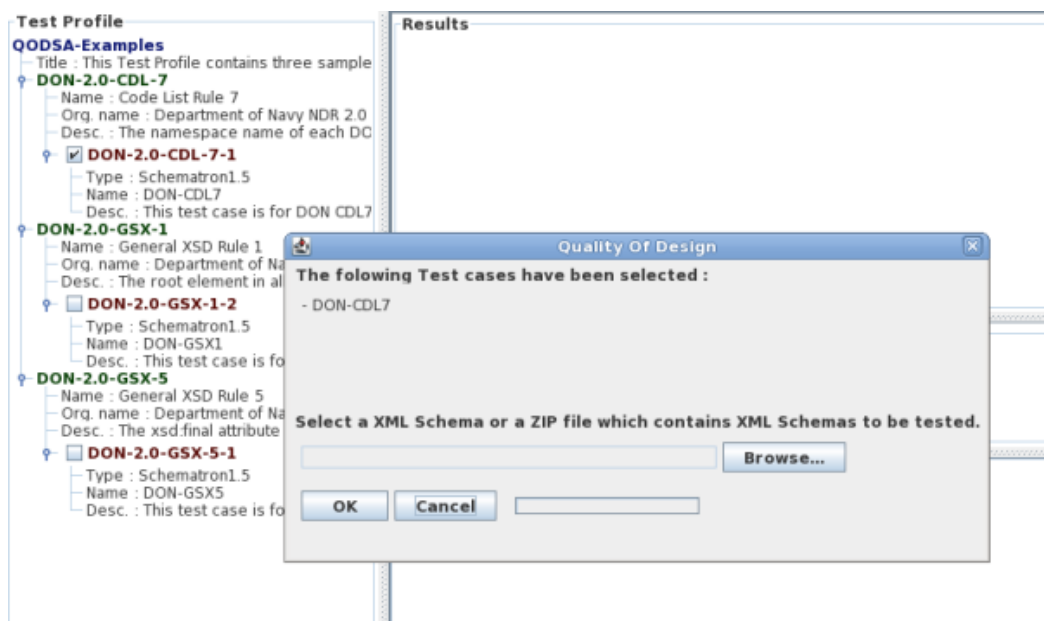 Test Profile
Results
QODSA-Examples
Title : This Test Profile contains three sample
DON-2.0-CDL-7
Name : Code List Rule 7
Org. name : Department of Navy NDR 2.0
Desc. : The namespace name of each DO
DON-2.0-CDL-7-1
Type : Schematron1.5
Name : DON-CDL7
Desc. : This test case is for DON CDL7
DON-2.0-GSX-1
Name : General XSD Rule 1
Org. name : Department of Na
Desc. : The root element in al
DON-2.0-GSX-1-2
Type : Schematron1.5
Name : DON-GSX1
Desc. : This test case is fo
DON-2.0-GSX-5
Name : General XSD Rule 5
Org. name : Department of Na
Desc. : The xsd:final attribute
DON-2.0-GSX-5-1
Type : Schematron1.5
Name : DON-GSX5
Desc. : This test case is fo
Quality Of Design
The folowing Test cases have been selected :
- DON-CDL7
Select a XML Schema or a ZIP file which contains XML Schemas to be tested.
Browse...
OK
Cancel